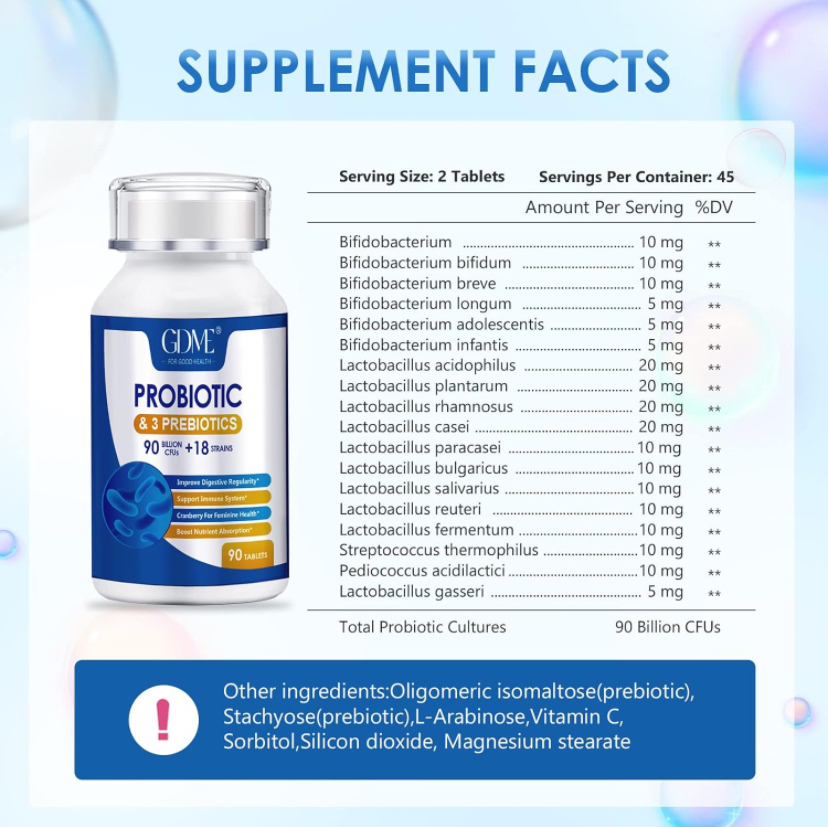 SUPPLEMENT FACTS
Serving Size: 2 Tablets Servings Per Container: 45
Amount Per Serving %DV
Bifidobacterium ........ 10 mg **
Bifidobacterium bifidum ........ 10 mg **
Bifidobacterium breve ........ 10 mg **
Bifidobacterium longum ........ 5 mg **
Bifidobacterium adolescentis ........ 5 mg **
Bifidobacterium infantis ........ 5 mg **
Lactobacillus acidophilus ........ 20 mg **
Lactobacillus plantarum ........ 20 mg **
Lactobacillus rhamnosus ........ 20 mg **
Lactobacillus casei ........ 20 mg **
Lactobacillus paracasei ........ 10 mg **
Lactobacillus bulgaricus ........ 10 mg **
Lactobacillus salivarius ........ 10 mg **
Lactobacillus reuteri ........ 10 mg **
Lactobacillus fermentum ........ 10 mg **
Streptococcus thermophilus ........ 10 mg **
Pediococcus acidilactici ........ 10 mg **
Lactobacillus gasseri ........ 5 mg **
Total Probiotic Cultures 90 Billion CFUs
GDME®
FOR GOOD HEALTH
PROBIOTIC
& 3 PREBIOTICS
90 BILLION CFUs +18 STRAINS
Improve Digestive Regularity*
Support Immune System*
Cranberry For Feminine Health*
Boost Nutrient Absorption*
90 TABLETS
! Other ingredients:Oligomeric isomaltose(prebiotic),
Stachyose(prebiotic),L-Arabinose,Vitamin C,
Sorbitol,Silicon dioxide, Magnesium stearate